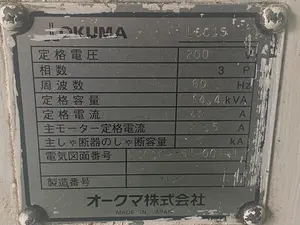 OKUMA LCC15
定格電圧 200 V
相数 3 P
周波数 60 Hz
定格容量 kVA
定格電流 A
主モーター定格電流 A
主しゃ断器のしゃ断容量 kA
電気図面番号
製造番号
オークマ株式会社
MADE IN JAPAN